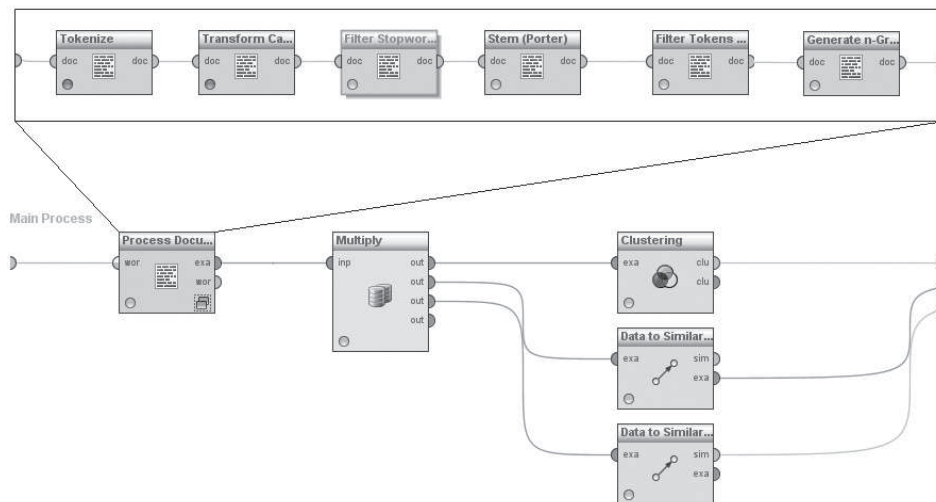 Tokenize
Transform Ca...
Filter Stopwor...
Stem (Porter)
Filter Tokens ...
Generate n-Gr...
doc doc
doc doc
doc doc
doc doc
doc doc
doc doc
Main Process
Process Docu...
wor exa
wor
Multiply
inp out
out
out
out
Clustering
exa clu
clu
Data to Similar...
exa sim
exa
Data to Similar...
exa sim
exa